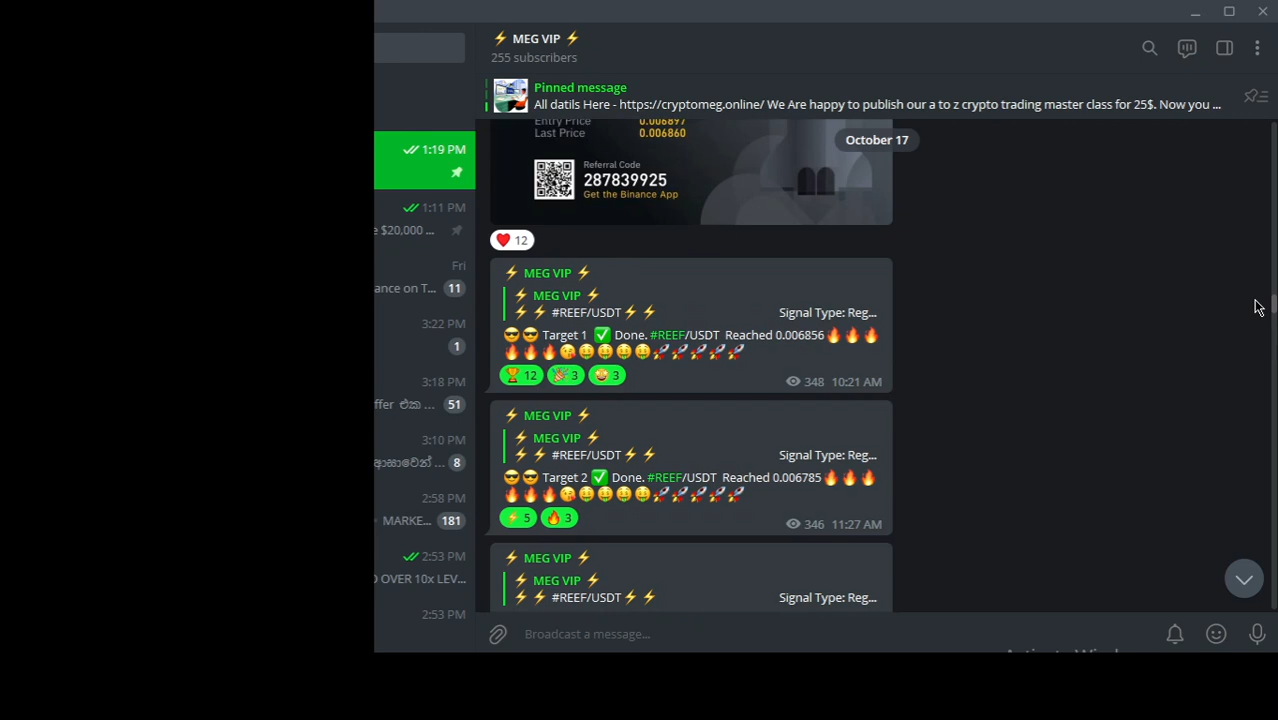 ⚡ MEG VIP ⚡
255 subscribers
Pinned message
All datils Here - https://cryptomeg.online/ We Are happy to publish our a to z crypto trading master class for 25$. Now you ...
1:19 PM
1:11 PM
e $20,000 ...
Fri
ance on T... 11
3:22 PM
1
3:18 PM
ffer එක ... 51
3:10 PM
ආසාවෙන් ... 8
2:58 PM
MARKE... 181
2:53 PM
O OVER 10x LEV...
2:53 PM
Entry Price 0.006897
Last Price 0.006860
October 17
Referral Code
287839925
Get the Binance App
❤️ 12
⚡ MEG VIP ⚡
⚡ MEG VIP ⚡
⚡ ⚡ #REEF/USDT⚡ ⚡ Signal Type: Reg...
😎😎 Target 1 ✅ Done. #REEF/USDT Reached 0.006856🔥🔥🔥
🔥🔥🔥😘🤑🤑🤑🤑🚀🚀🚀🚀🚀
🏆 12 🎉 3 🤩 3
348 10:21 AM
⚡ MEG VIP ⚡
⚡ MEG VIP ⚡
⚡ ⚡ #REEF/USDT⚡ ⚡ Signal Type: Reg...
😎😎 Target 2 ✅ Done. #REEF/USDT Reached 0.006785🔥🔥🔥
🔥🔥🔥😘🤑🤑🤑🤑🚀🚀🚀🚀🚀
⚡ 5 🔥 3
346 11:27 AM
⚡ MEG VIP ⚡
⚡ MEG VIP ⚡
⚡ ⚡ #REEF/USDT⚡ ⚡ Signal Type: Reg...
Broadcast a message...